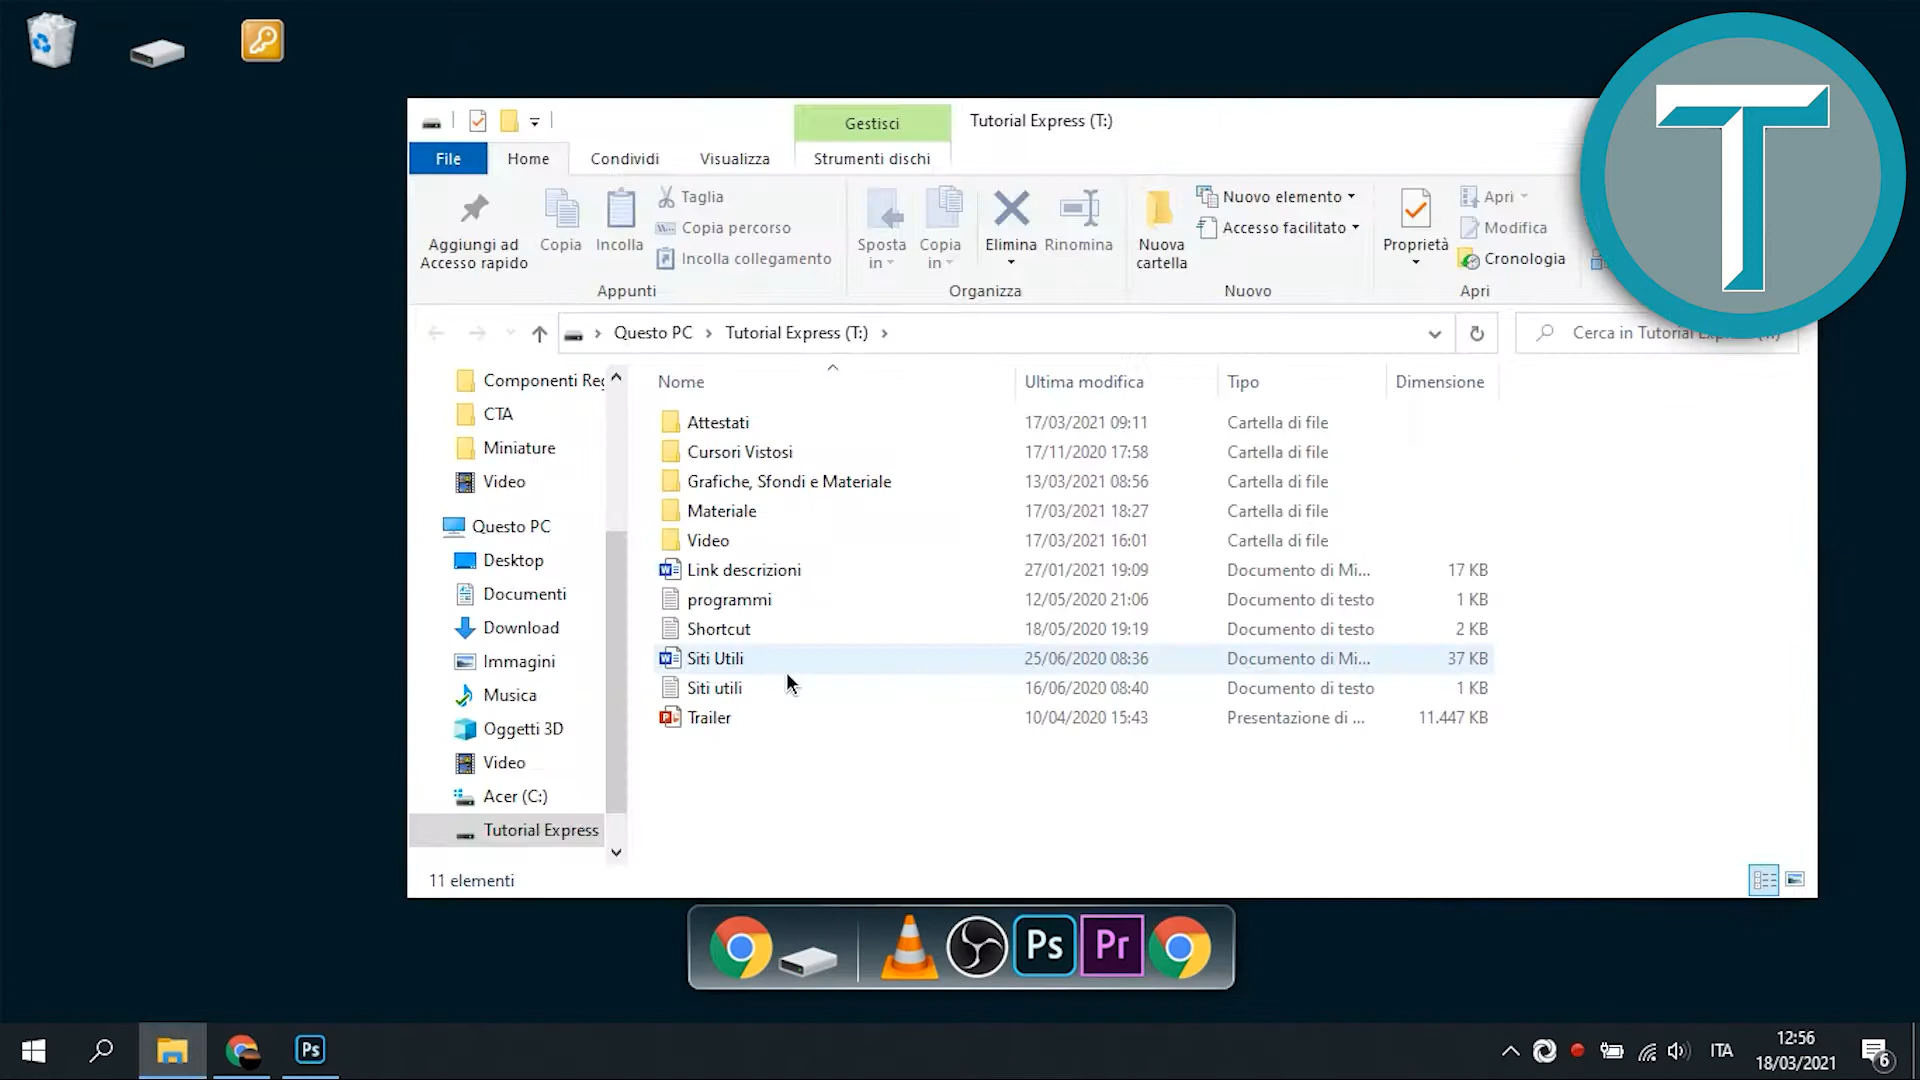 Gestisci
Tutorial Express (T:)
File
Home
Condividi
Visualizza
Strumenti dischi
Aggiungi ad
Accesso rapido
Copia
Incolla
Taglia
Copia percorso
Incolla collegamento
Appunti
Sposta
in
Copia
in
Elimina
Rinomina
Organizza
Nuova
cartella
Nuovo elemento
Accesso facilitato
Nuovo
Proprietà
Apri
Modifica
Cronologia
Apri
T
Questo PC
Tutorial Express (T:)
Cerca in Tutorial
Componenti
CTA
Miniature
Video
Questo PC
Desktop
Documenti
Download
Immagini
Musica
Oggetti 3D
Video
Acer (C:)
Tutorial Express
Nome Ultima modifica Tipo Dimensione
Attestati 17/03/2021 09:11 Cartella di file
Cursori Vistosi 17/11/2020 17:58 Cartella di file
Grafiche, Sfondi e Materiale 13/03/2021 08:56 Cartella di file
Materiale 17/03/2021 18:27 Cartella di file
Video 17/03/2021 16:01 Cartella di file
Link descrizioni 27/01/2021 19:09 Documento di Mi... 17 KB
programmi 12/05/2020 21:06 Documento di testo 1 KB
Shortcut 18/05/2020 19:19 Documento di testo 2 KB
Siti Utili 25/06/2020 08:36 Documento di Mi... 37 KB
Siti utili 16/06/2020 08:40 Documento di testo 1 KB
Trailer 10/04/2020 15:43 Presentazione di ... 11.447 KB
11 elementi
Ps
Pr
Ps
ITA
12:56
18/03/2021
6